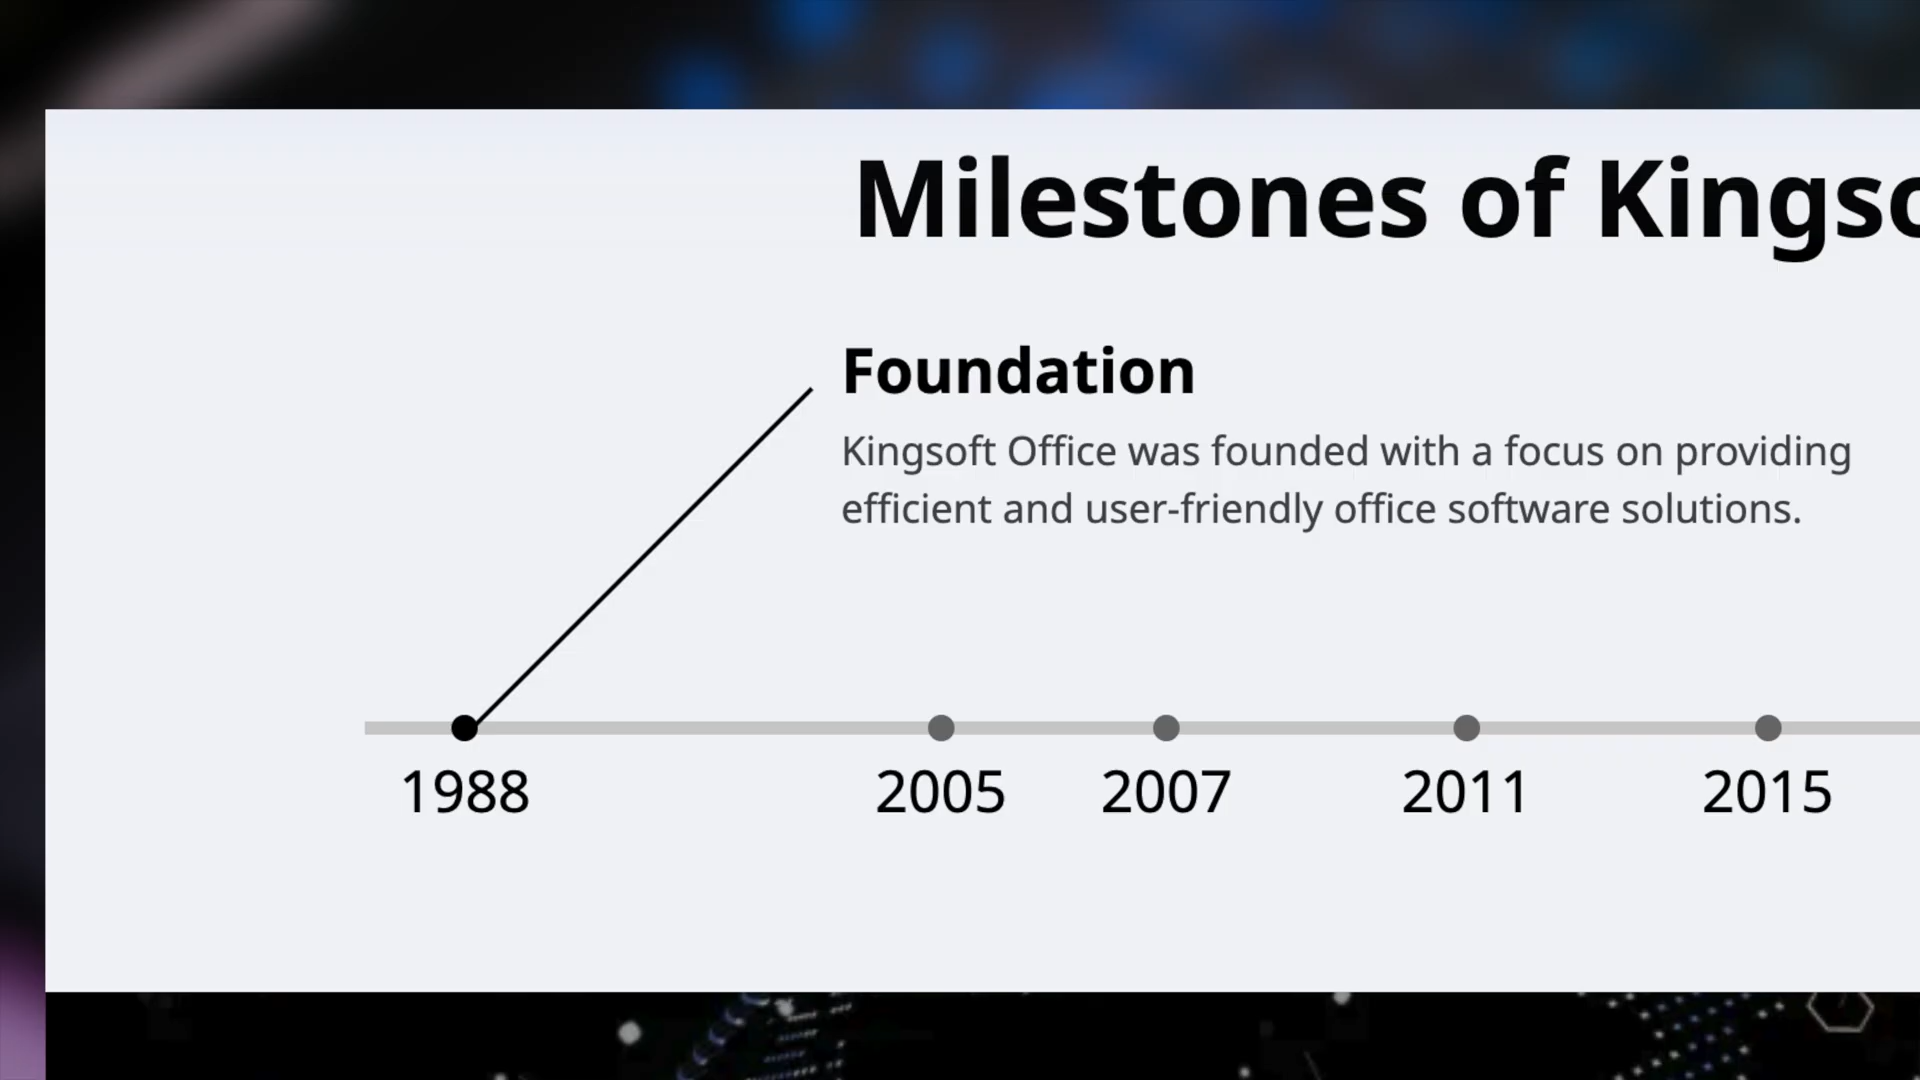 Milestones of Kingso
Foundation
Kingsoft Office was founded with a focus on providing
efficient and user-friendly office software solutions.
1988 2005 2007 2011 2015